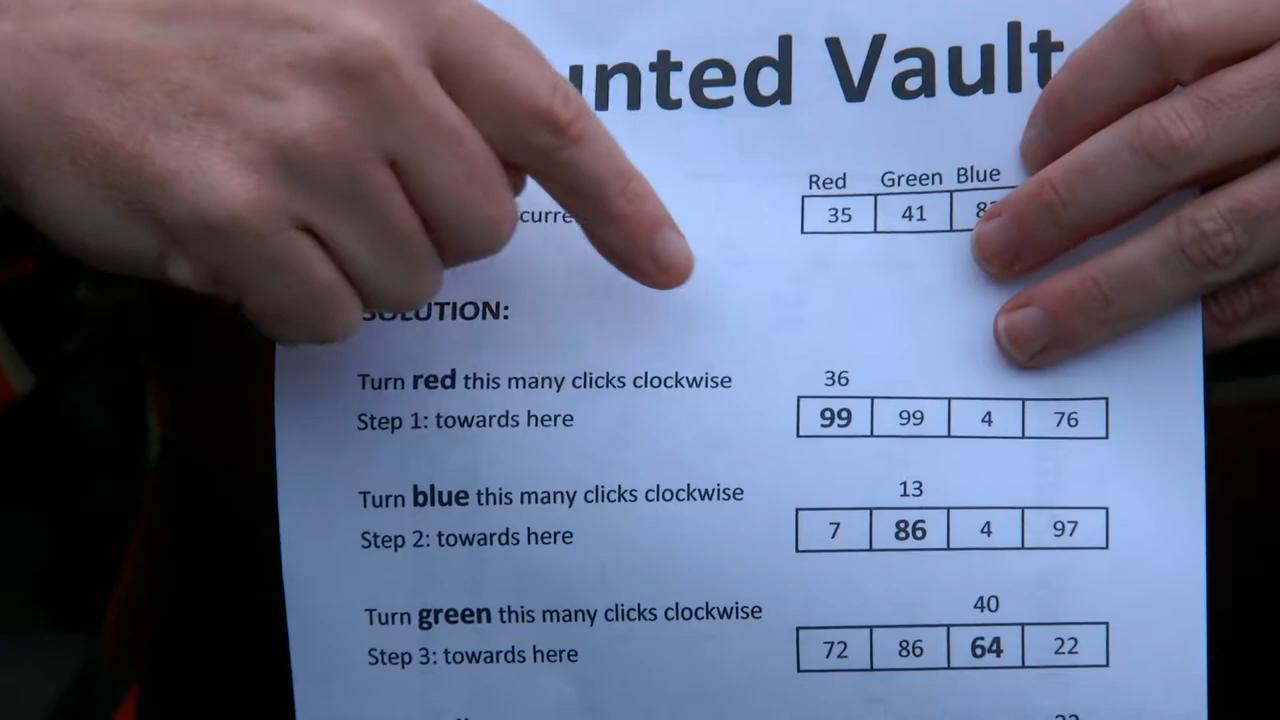 Vault
Red Green Blue
35 41
SOLUTION:
Turn red this many clicks clockwise 36
Step 1: towards here 99 99 4 76
Turn blue this many clicks clockwise 13
Step 2: towards here 7 86 4 97
Turn green this many clicks clockwise 40
Step 3: towards here 72 86 64 22